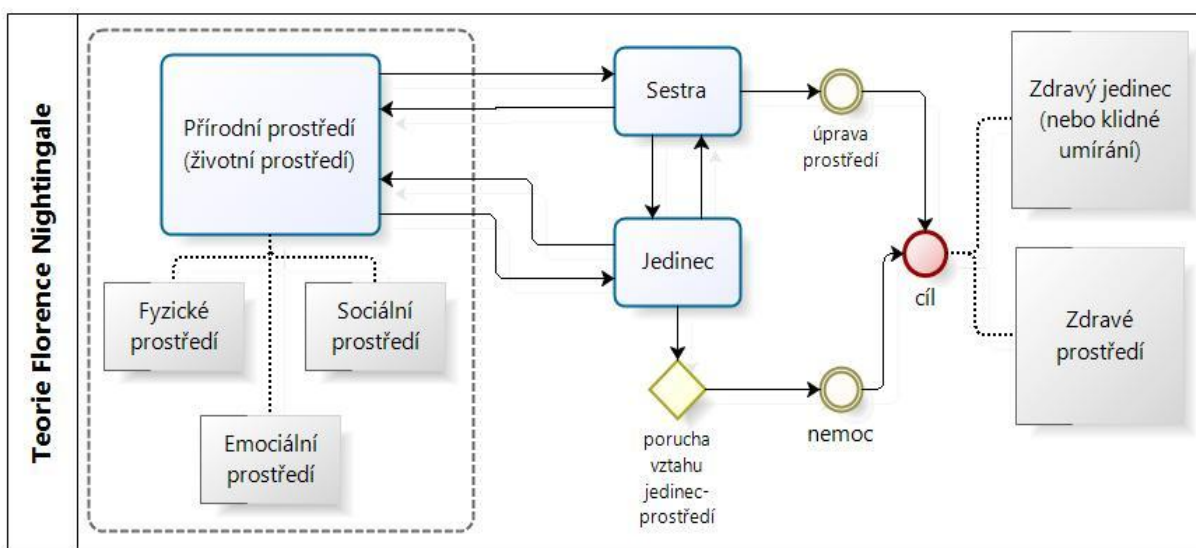 Teorie Florence Nightingale
Přírodní prostředí
(životní prostředí)
Fyzické
prostředí
Sociální
prostředí
Emociální
prostředí
Sestra
Jedinec
úprava
prostředí
porucha
vztahu
jedinec-
prostředí
nemoc
cíl
Zdravý jedinec
(nebo klidné
umírání)
Zdravé
prostředí